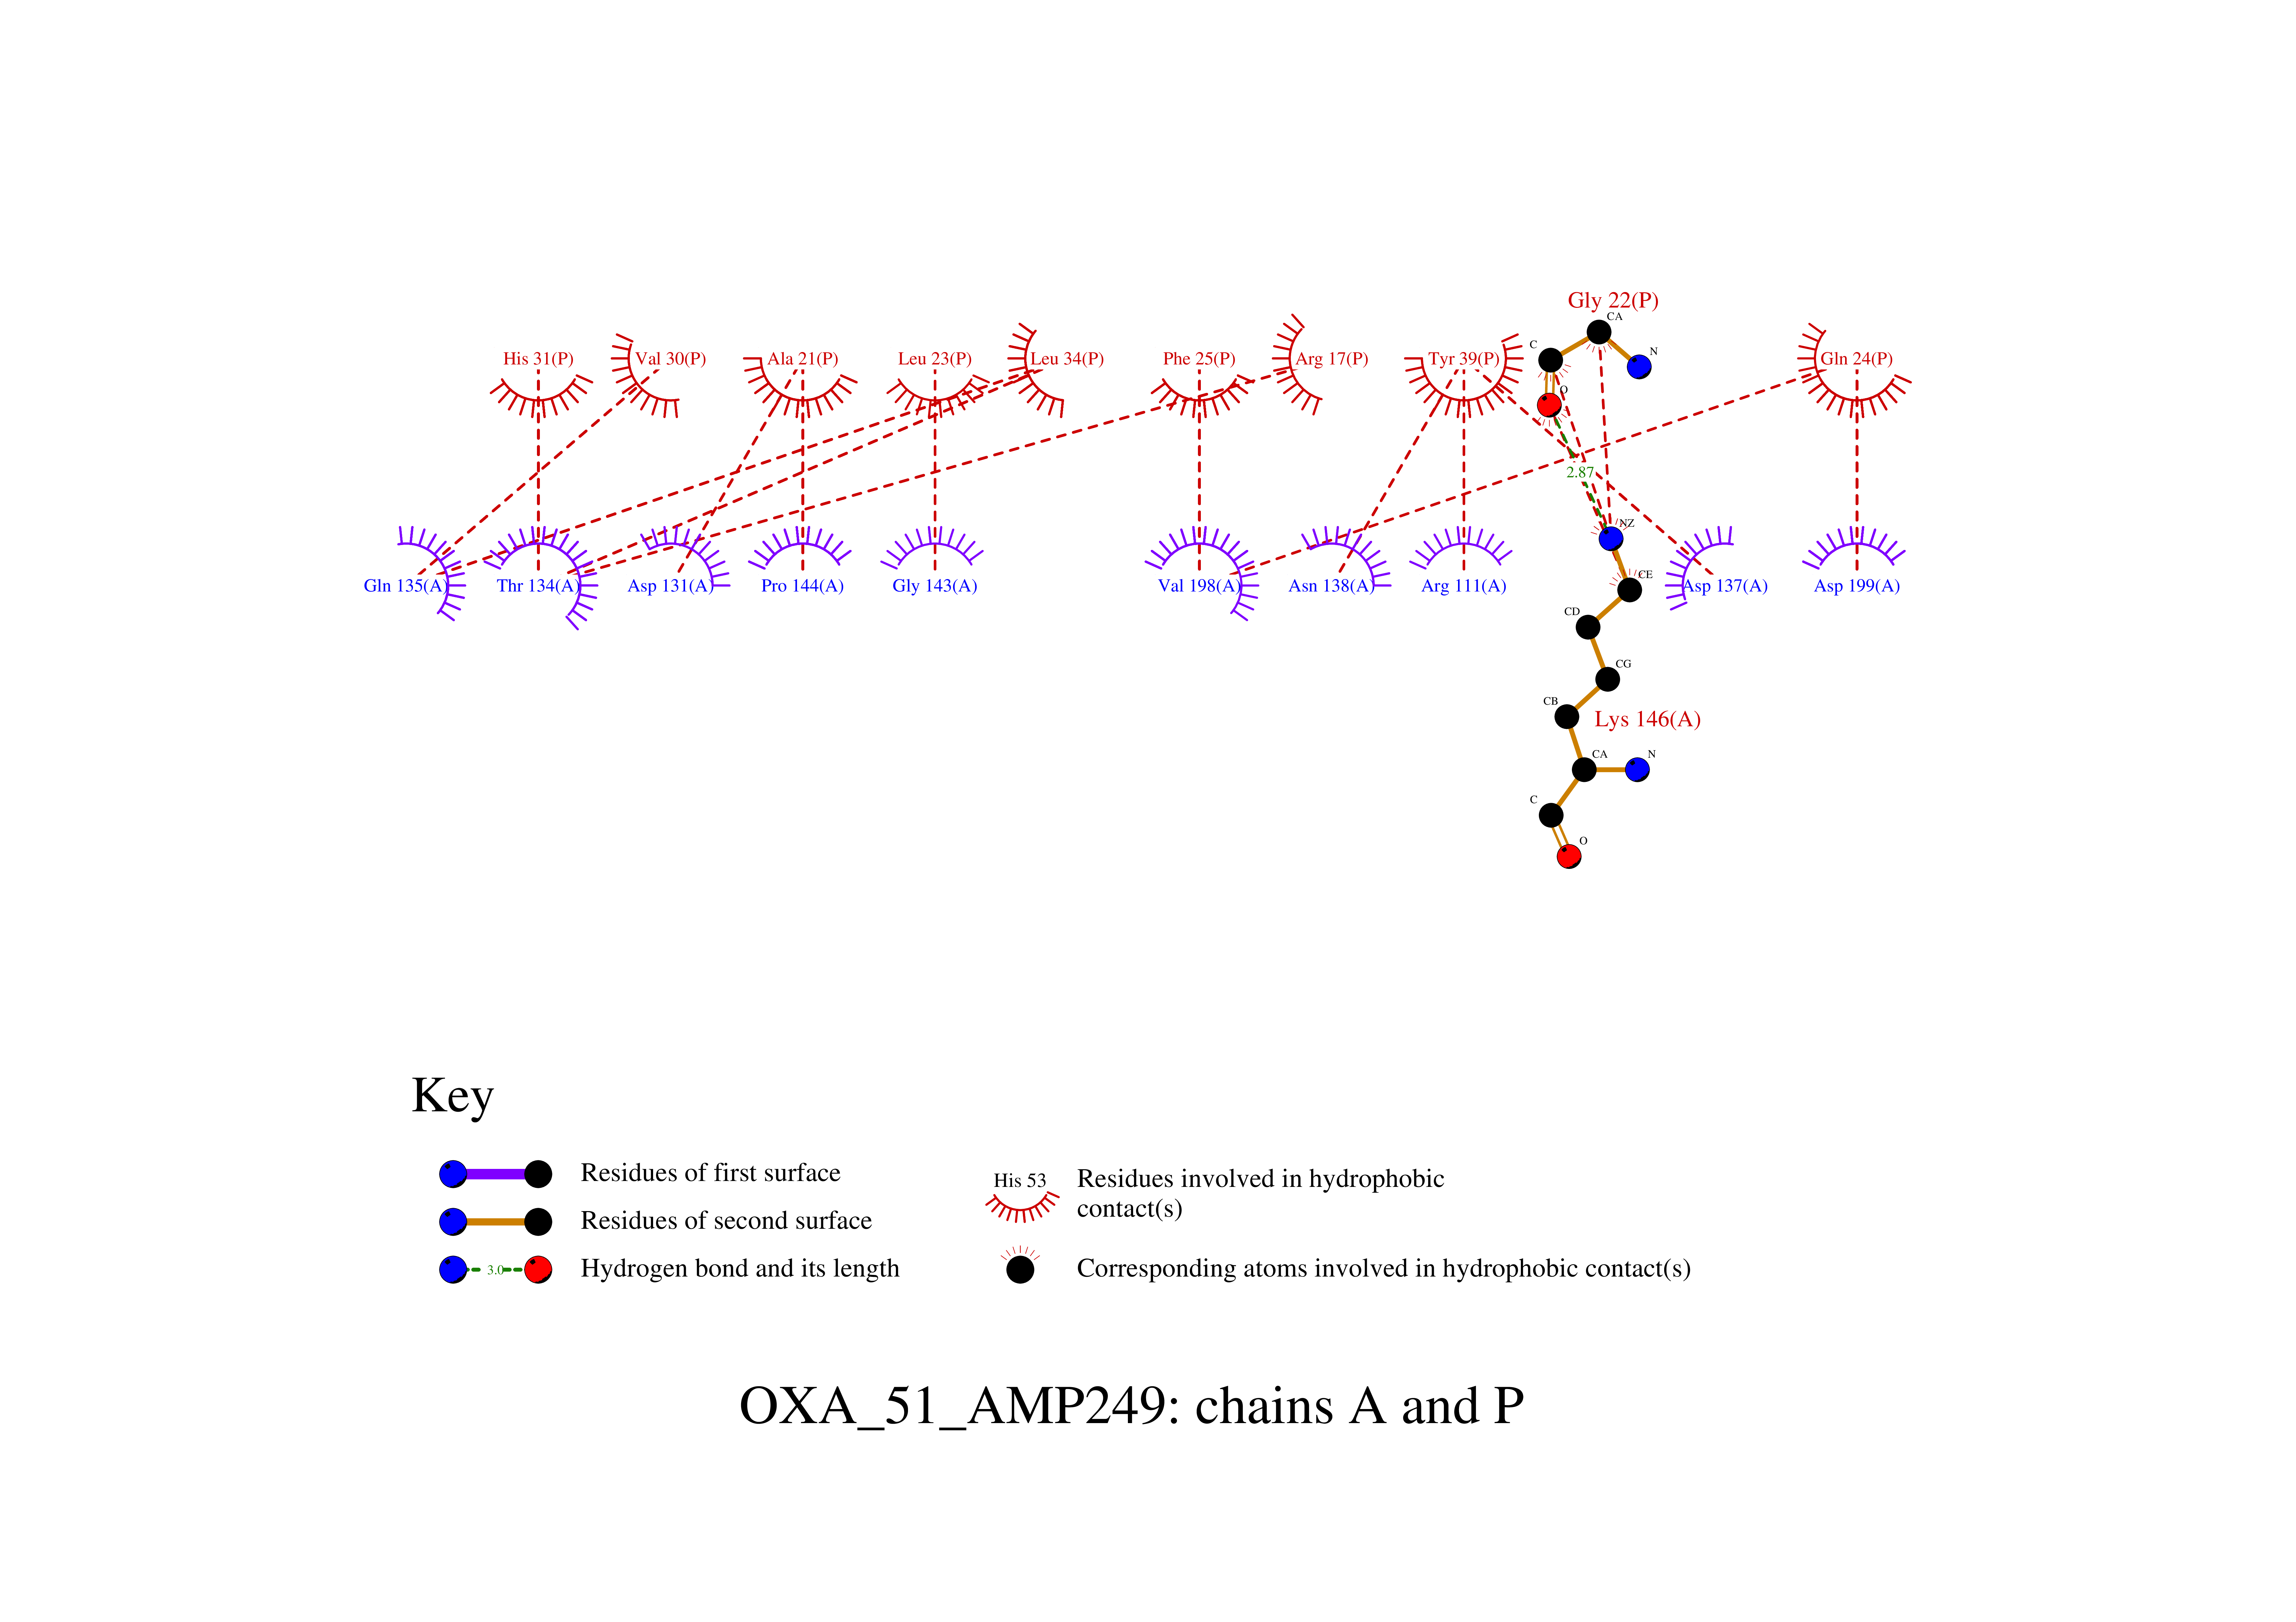 Gly 22(P)
CA
C
N
O
His 31(P) Val 30(P) Ala 21(P) Leu 23(P) Leu 34(P) Phe 25(P) Arg 17(P) Tyr 39(P) Gln 24(P)
2.87
NZ
CE
Gln 135(A) Thr 134(A) Asp 131(A) Pro 144(A) Gly 143(A) Val 198(A) Asn 138(A) Arg 111(A) Asp 137(A) Asp 199(A)
CD
CG
CB
Lys 146(A)
CA
N
C
O
Key
Residues of first surface
Residues of second surface
3.0
Hydrogen bond and its length
His 53
Residues involved in hydrophobic
contact(s)
Corresponding atoms involved in hydrophobic contact(s)
OXA_51_AMP249: chains A and P